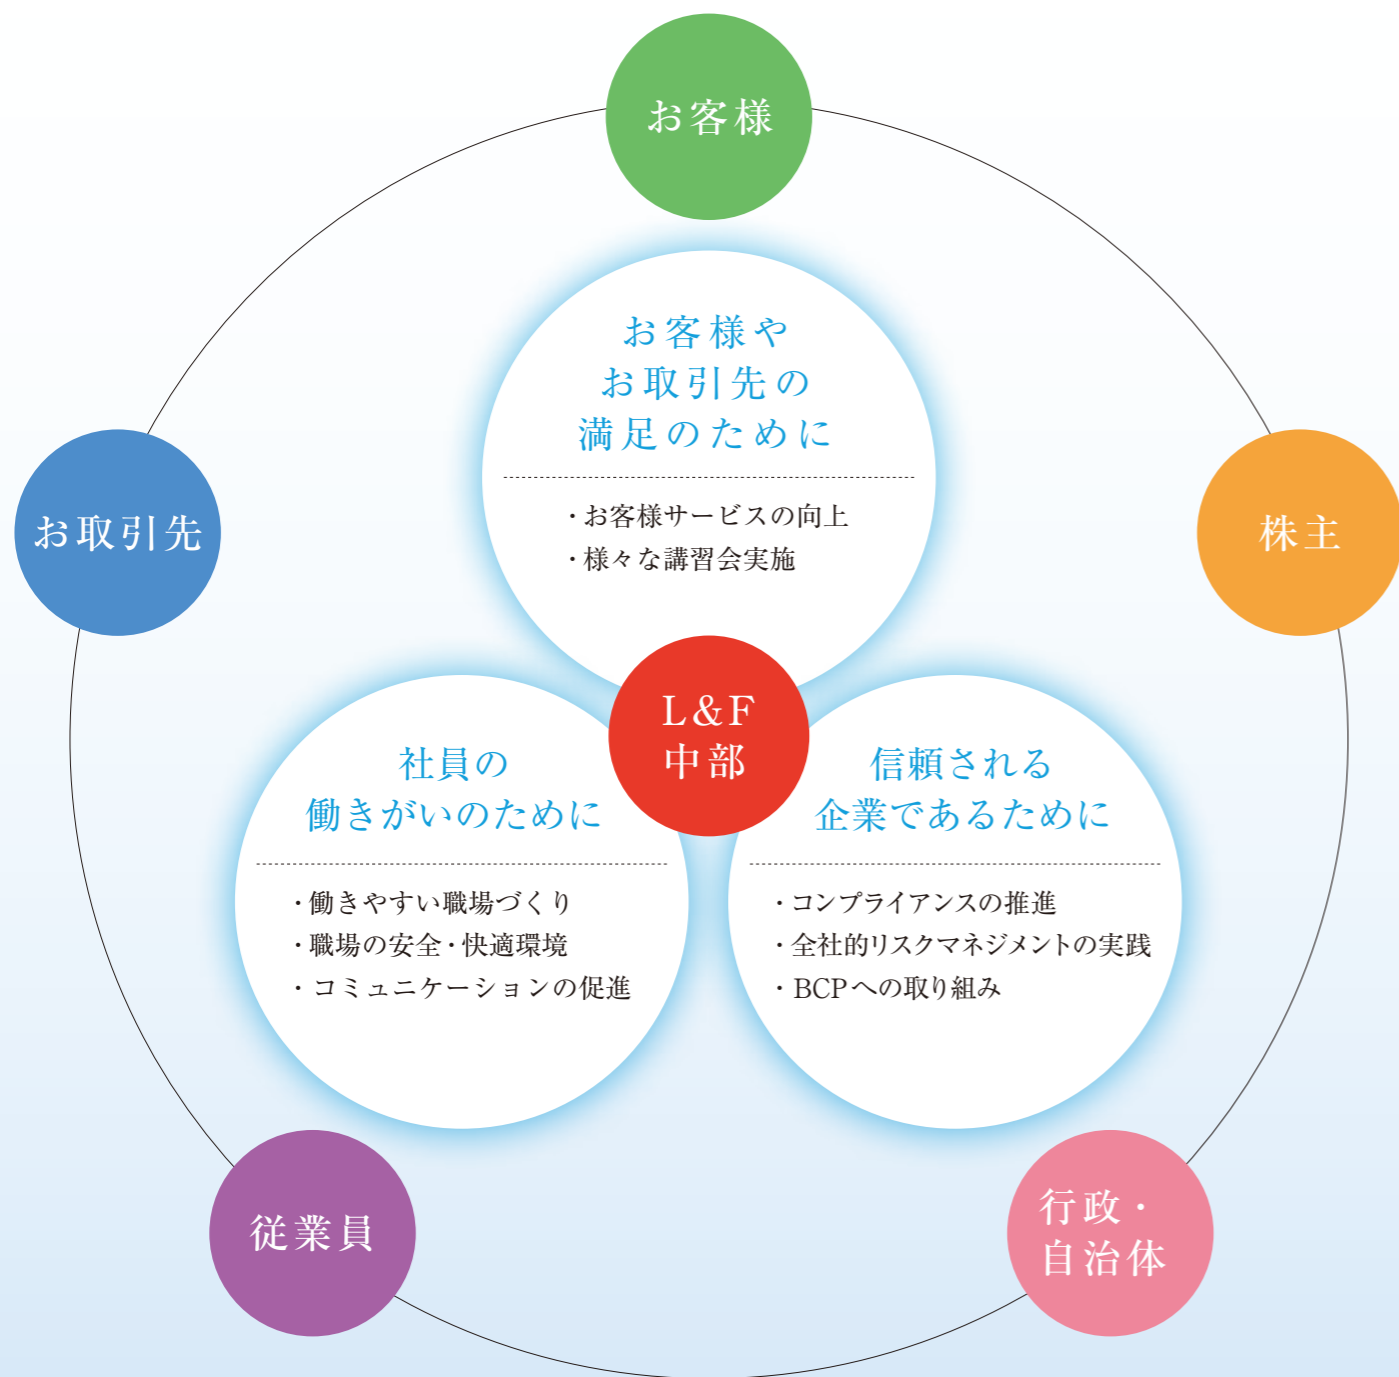 お客様
お客様や
お取引先の
満足のために
・お客様サービスの向上
・様々な講習会実施
お取引先
株主
L&F
中部
社員の
働きがいのために
・働きやすい職場づくり
・職場の安全・快適環境
・コミュニケーションの促進
信頼される
企業であるために
・コンプライアンスの推進
・全社的リスクマネジメントの実践
・BCPへの取り組み
従業員
行政・
自治体